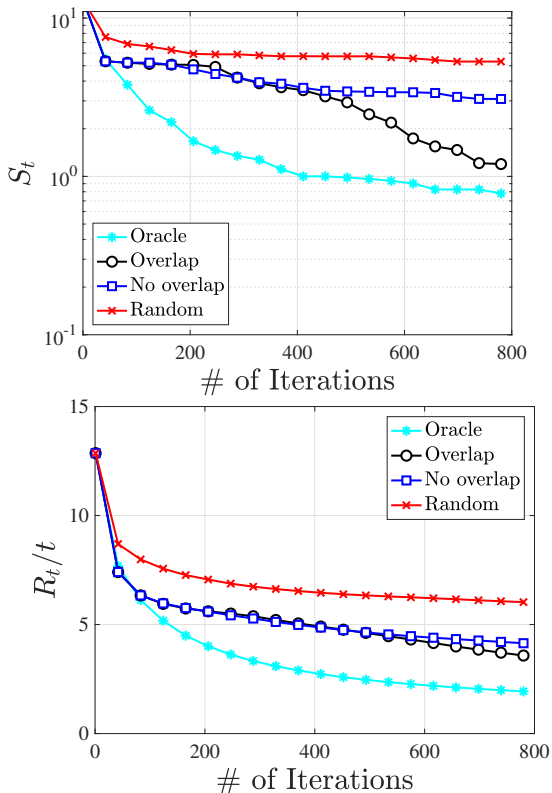 10^1
10^0
10^-1
S_t
Oracle
Overlap
No overlap
Random
0 200 400 600 800
# of Iterations
15
10
5
0
R_t/t
Oracle
Overlap
No overlap
Random
0 200 400 600 800
# of Iterations